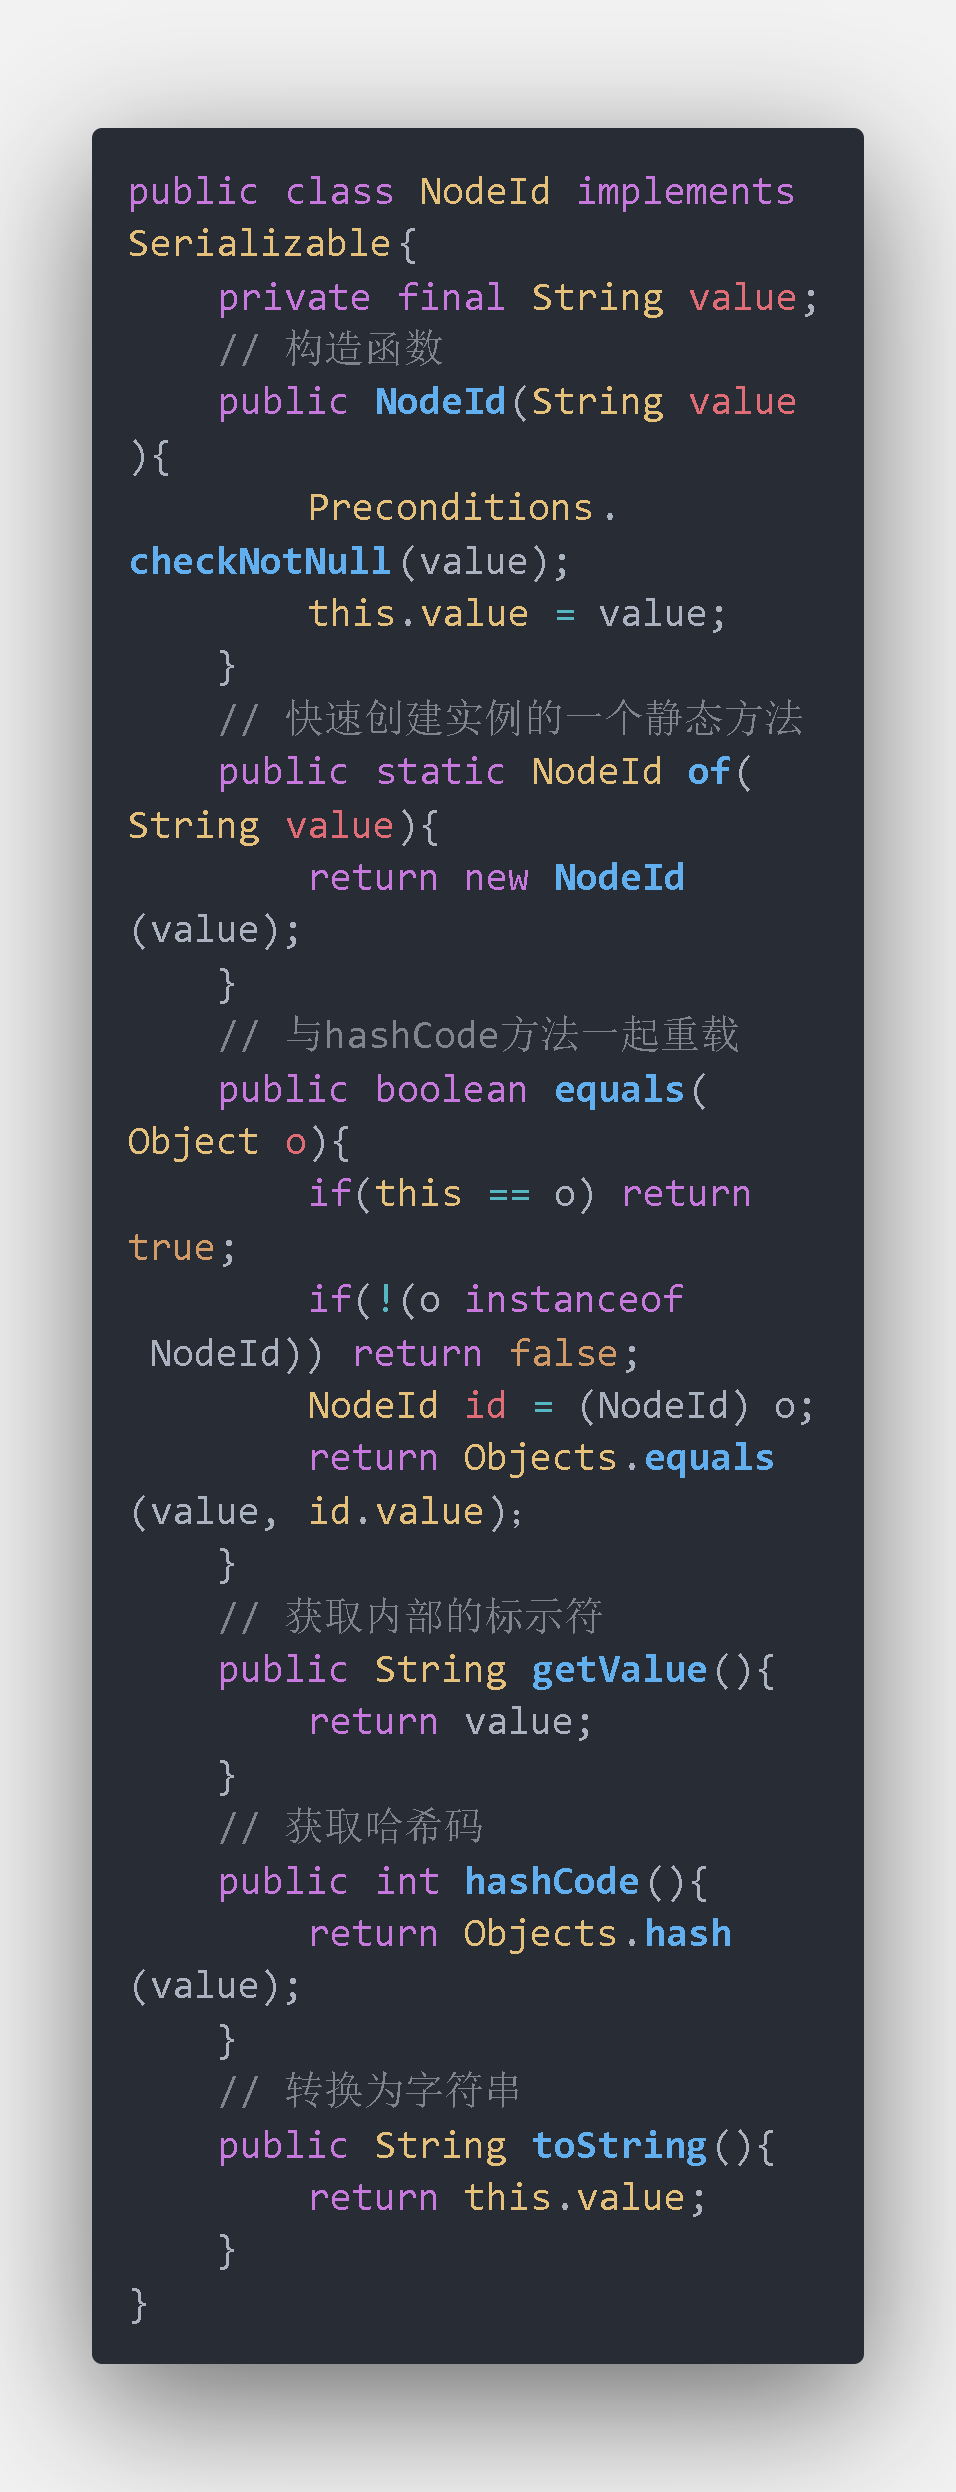 public class NodeId implements
Serializable{
    private final String value;
    // 构造函数
    public NodeId(String value
){
        Preconditions.
checkNotNull(value);
        this.value = value;
    }
    // 快速创建实例的一个静态方法
    public static NodeId of(
String value){
        return new NodeId
(value);
    }
    // 与hashCode方法一起重载
    public boolean equals(
Object o){
        if(this == o) return
true;
        if(!(o instanceof
 NodeId)) return false;
        NodeId id = (NodeId) o;
        return Objects.equals
(value, id.value);
    }
    // 获取内部的标示符
    public String getValue(){
        return value;
    }
    // 获取哈希码
    public int hashCode(){
        return Objects.hash
(value);
    }
    // 转换为字符串
    public String toString(){
        return this.value;
    }
}